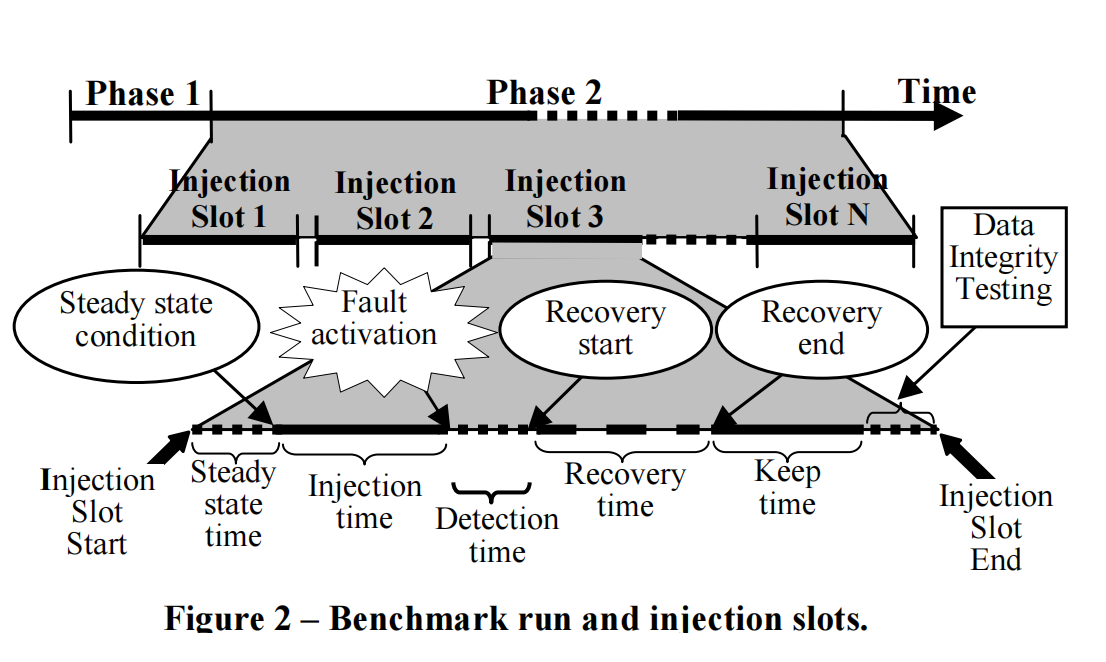 Phase 1
Phase 2
Time
Injection
Slot 1
Injection
Slot 2
Injection
Slot 3
Injection
Slot N
Data
Integrity
Testing
Steady state
condition
Fault
activation
Recovery
start
Recovery
end
Injection
Slot
Start
Steady
state
time
Injection
time
Detection
time
Recovery
time
Keep
time
Injection
Slot
End
Figure 2 – Benchmark run and injection slots.